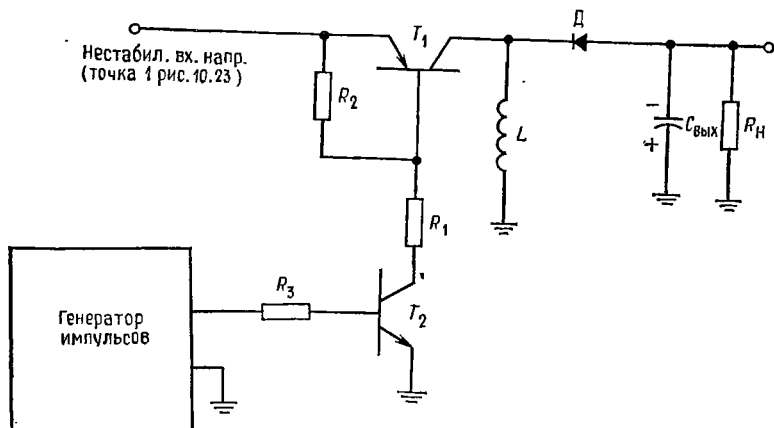 Нестабил. вх. напр.
(точка 1 рис. 10.23)
T₁
Д
R₂
L
− Cвых
+
Rн
R₁
R₃
T₂
Генератор
импульсов